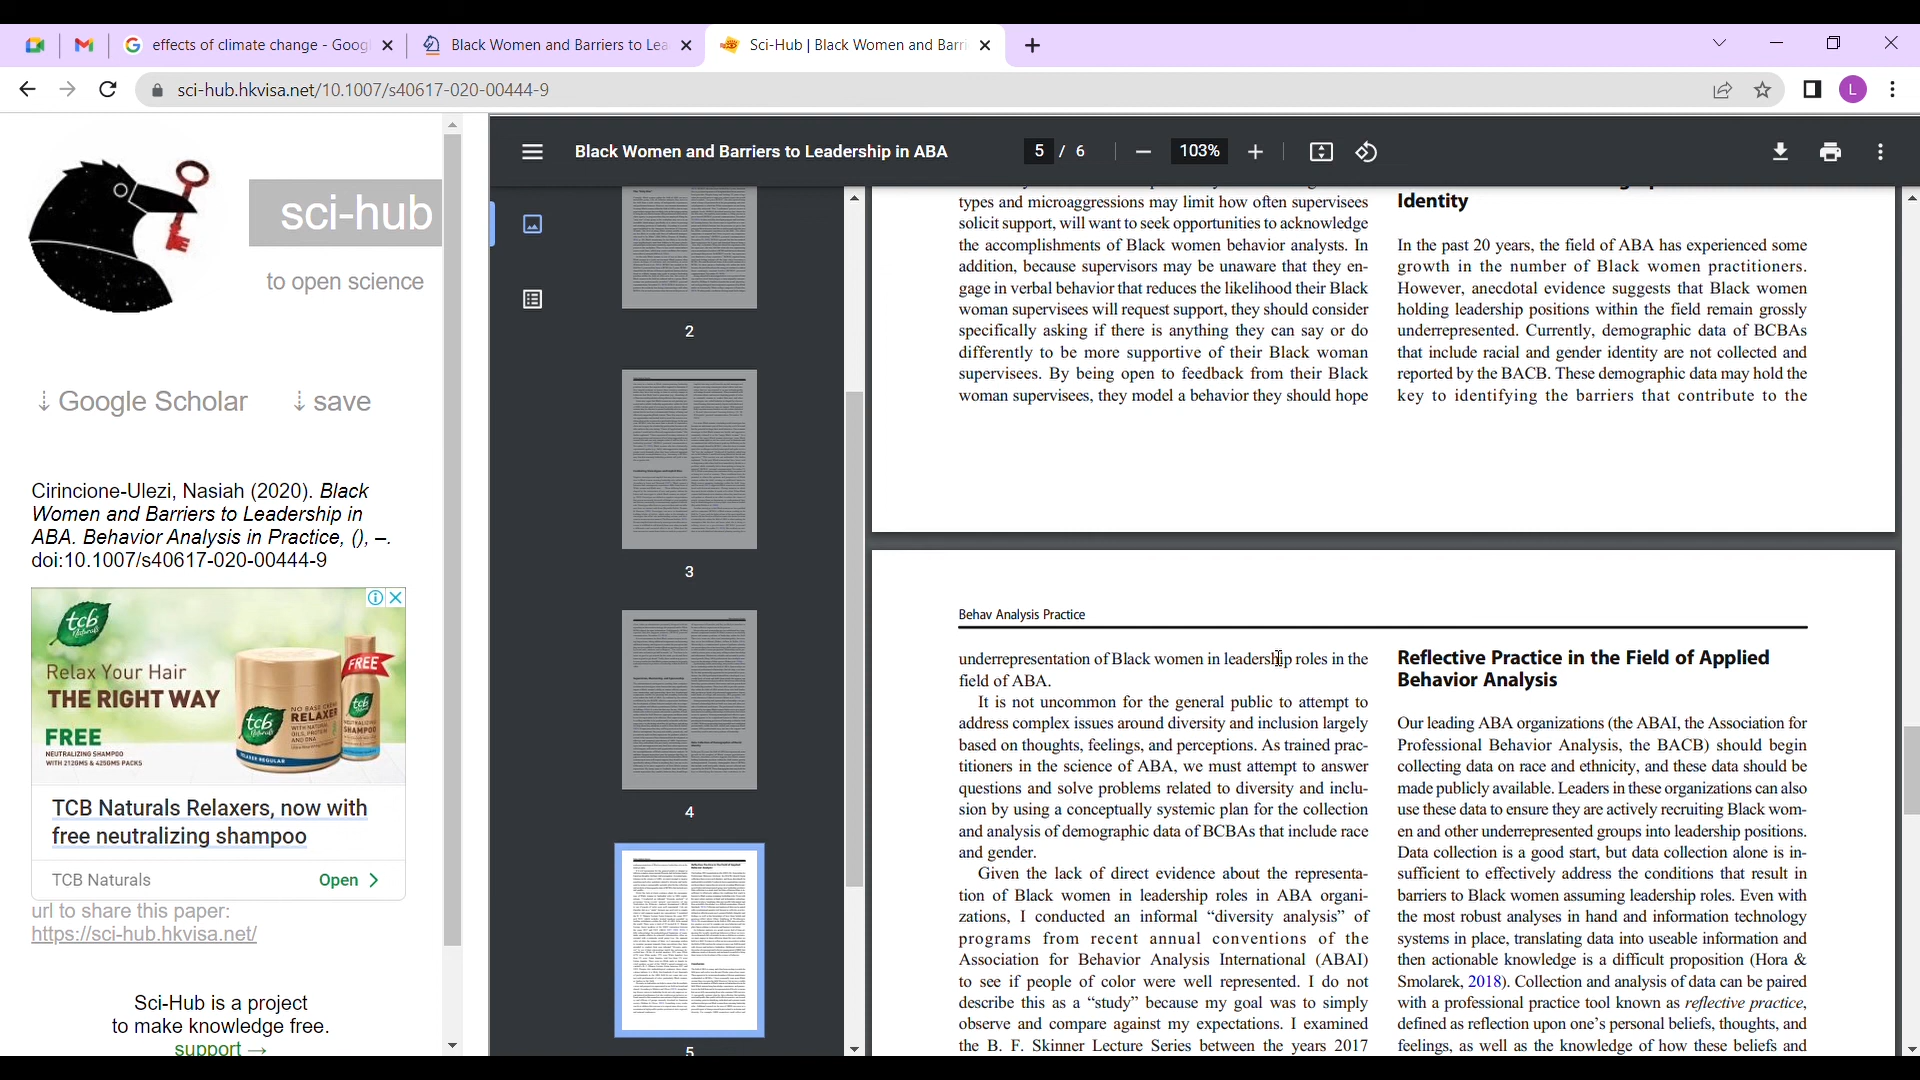 effects of climate change - Goog
Black Women and Barriers to Lea
Sci-Hub | Black Women and Barri
sci-hub.hkvisa.net/10.1007/s40617-020-00444-9
L
sci-hub
to open science
⇣ Google Scholar
⇣ save
Cirincione-Ulezi, Nasiah (2020). Black
Women and Barriers to Leadership in
ABA. Behavior Analysis in Practice, (), –.
doi:10.1007/s40617-020-00444-9
tcb
Naturals
Relax Your Hair
THE RIGHT WAY
FREE
NEUTRALIZING SHAMPOO
WITH 212GMS & 425GMS PACKS
FREE
tcb
NO BASE CREME
RELAXER
RELAXER REGULAR
TCB Naturals Relaxers, now with
free neutralizing shampoo
TCB Naturals
Open
url to share this paper:
https://sci-hub.hkvisa.net/
Sci-Hub is a project
to make knowledge free.
support →
Black Women and Barriers to Leadership in ABA
5 / 6
103%
2
3
4
5
types and microaggressions may limit how often supervisees
solicit support, will want to seek opportunities to acknowledge
the accomplishments of Black women behavior analysts. In
addition, because supervisors may be unaware that they en-
gage in verbal behavior that reduces the likelihood their Black
woman supervisees will request support, they should consider
specifically asking if there is anything they can say or do
differently to be more supportive of their Black woman
supervisees. By being open to feedback from their Black
woman supervisees, they model a behavior they should hope
Identity
In the past 20 years, the field of ABA has experienced some
growth in the number of Black women practitioners.
However, anecdotal evidence suggests that Black women
holding leadership positions within the field remain grossly
underrepresented. Currently, demographic data of BCBAs
that include racial and gender identity are not collected and
reported by the BACB. These demographic data may hold the
key to identifying the barriers that contribute to the
Behav Analysis Practice
underrepresentation of Black women in leadership roles in the
field of ABA.
It is not uncommon for the general public to attempt to
address complex issues around diversity and inclusion largely
based on thoughts, feelings, and perceptions. As trained prac-
titioners in the science of ABA, we must attempt to answer
questions and solve problems related to diversity and inclu-
sion by using a conceptually systemic plan for the collection
and analysis of demographic data of BCBAs that include race
and gender.
Given the lack of direct evidence about the representa-
tion of Black women in leadership roles in ABA organi-
zations, I conducted an informal “diversity analysis” of
programs from recent annual conventions of the
Association for Behavior Analysis International (ABAI)
to see if people of color were well represented. I do not
describe this as a “study” because my goal was to simply
observe and compare against my expectations. I examined
the B. F. Skinner Lecture Series between the years 2017
Reflective Practice in the Field of Applied
Behavior Analysis
Our leading ABA organizations (the ABAI, the Association for
Professional Behavior Analysis, the BACB) should begin
collecting data on race and ethnicity, and these data should be
made publicly available. Leaders in these organizations can also
use these data to ensure they are actively recruiting Black wom-
en and other underrepresented groups into leadership positions.
Data collection is a good start, but data collection alone is in-
sufficient to effectively address the conditions that result in
barriers to Black women assuming leadership roles. Even with
the most robust analyses in hand and information technology
systems in place, translating data into useable information and
then actionable knowledge is a difficult proposition (Hora &
Smolarek, 2018). Collection and analysis of data can be paired
with a professional practice tool known as reflective practice,
defined as reflection upon one’s personal beliefs, thoughts, and
feelings, as well as the knowledge of how these beliefs and